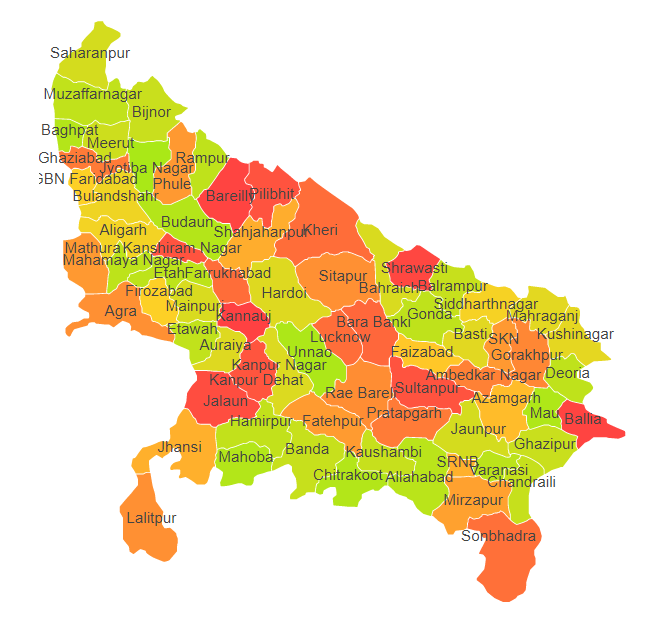 Saharanpur
Muzaffarnagar
Bijnor
Baghpat
Meerut
Ghaziabad
Rampur
Jyotiba Nagar
GBN Faridabad
Phule
Bareilly
Pilibhit
Bulandshahr
Budaun
Aligarh
Shahjahanpur
Kheri
Mathura
Kanshiram Nagar
Mahamaya Nagar
Shrawasti
Etah
Farrukhabad
Sitapur
Bahraich
Balrampur
Firozabad
Hardoi
Mainpuri
Siddharthnagar
Agra
Kannauj
Bara Banki
Gonda
Mahraganj
Etawah
Lucknow
Basti
SKN
Kushinagar
Auraiya
Unnao
Faizabad
Gorakhpur
Kanpur Nagar
Ambedkar Nagar
Deoria
Kanpur Dehat
Rae Bareli
Sultanpur
Jalaun
Azamgarh
Hamirpur
Fatehpur
Pratapgarh
Mau
Ballia
Jaunpur
Jhansi
Banda
Kaushambi
Ghazipur
Mahoba
SRNB
Chitrakoot
Allahabad
Varanasi
Chandraili
Mirzapur
Lalitpur
Sonbhadra